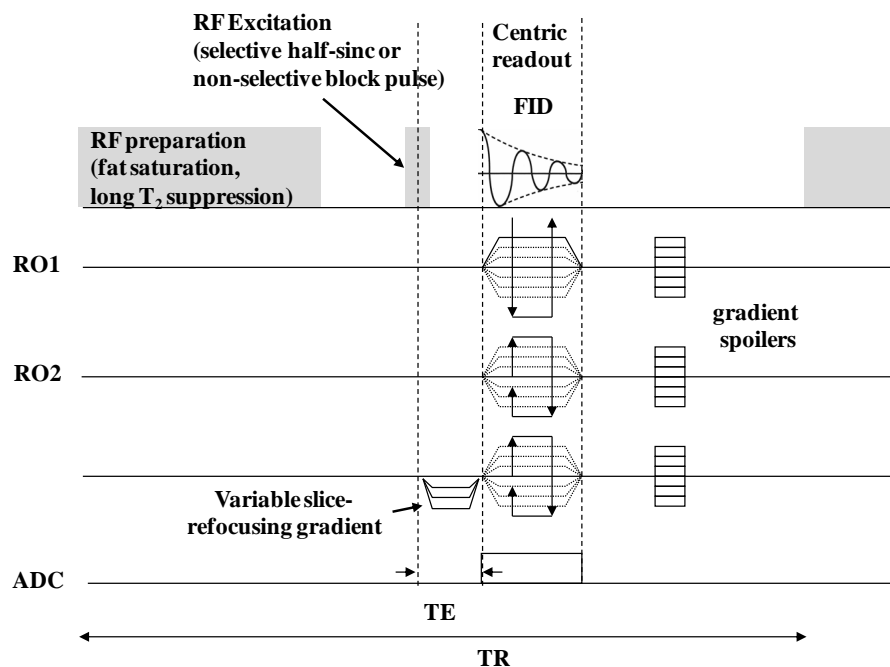 RF Excitation
(selective half-sinc or
non-selective block pulse)
Centric
readout
FID
RF preparation
(fat saturation,
long T2 suppression)
RO1
gradient
spoilers
RO2
Variable slice-
refocusing gradient
ADC
TE
TR